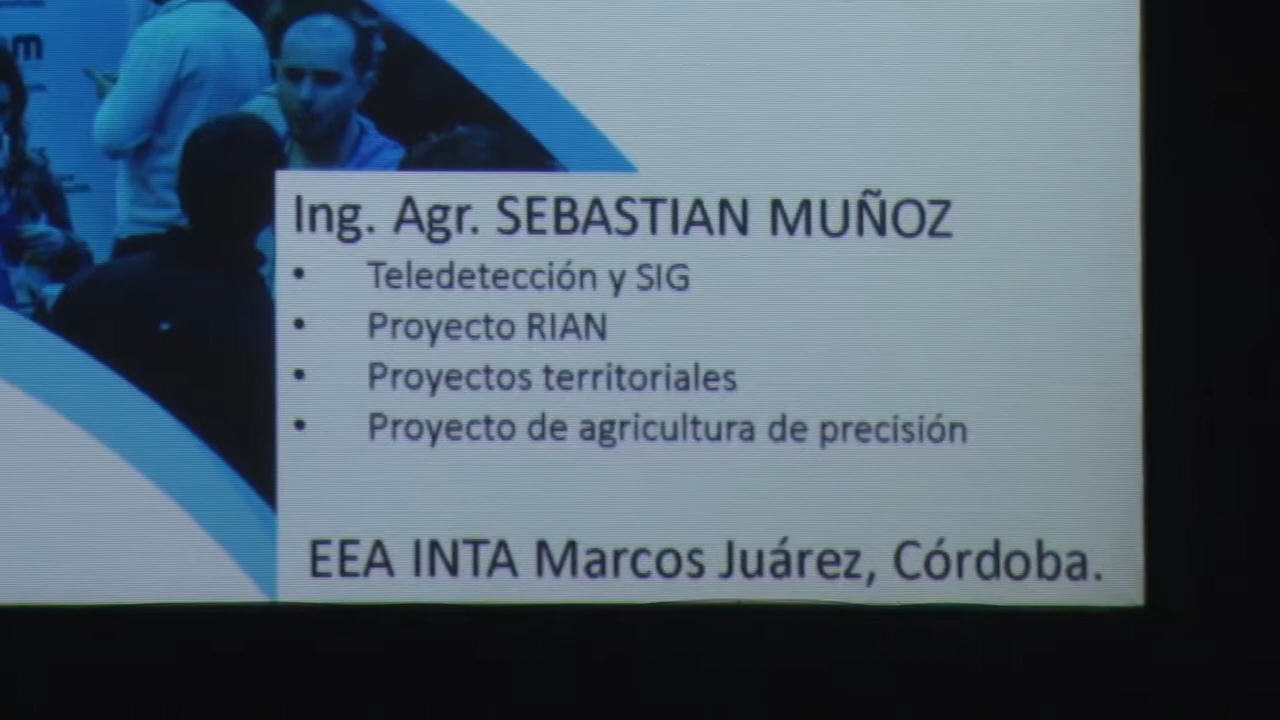 Ing. Agr. SEBASTIAN MUÑOZ
• Teledetección y SIG
• Proyecto RIAN
• Proyectos territoriales
• Proyecto de agricultura de precisión
EEA INTA Marcos Juárez, Córdoba.